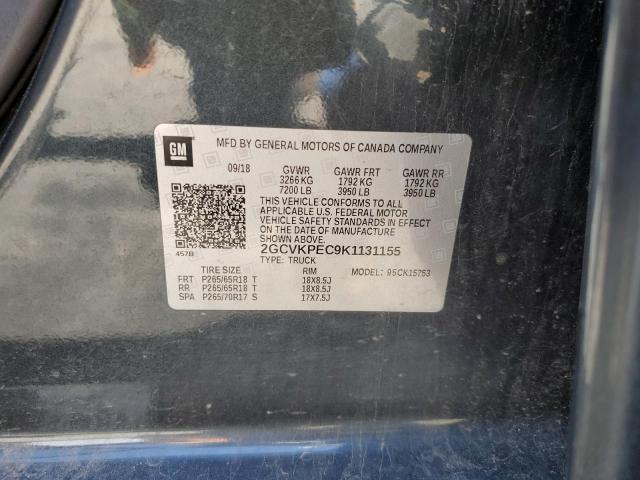 GM
MFD BY GENERAL MOTORS OF CANADA COMPANY
09/18 GVWR GAWR FRT GAWR RR
3266 KG 1792 KG 1792 KG
7200 LB 3950 LB 3950 LB
THIS VEHICLE CONFORMS TO ALL
APPLICABLE U.S. FEDERAL MOTOR
VEHICLE SAFETY STANDARDS IN EFFECT
ON THE DATE OF MANUFACTURE
SHOWN ABOVE.
457B 2GCVKPEC9K1131155
TYPE: TRUCK MODEL: 95CK15753
TIRE SIZE RIM
FRT P265/65R18 T 18X8.5J
RR P265/65R18 T 18X8.5J
SPA P265/70R17 S 17X7.5J